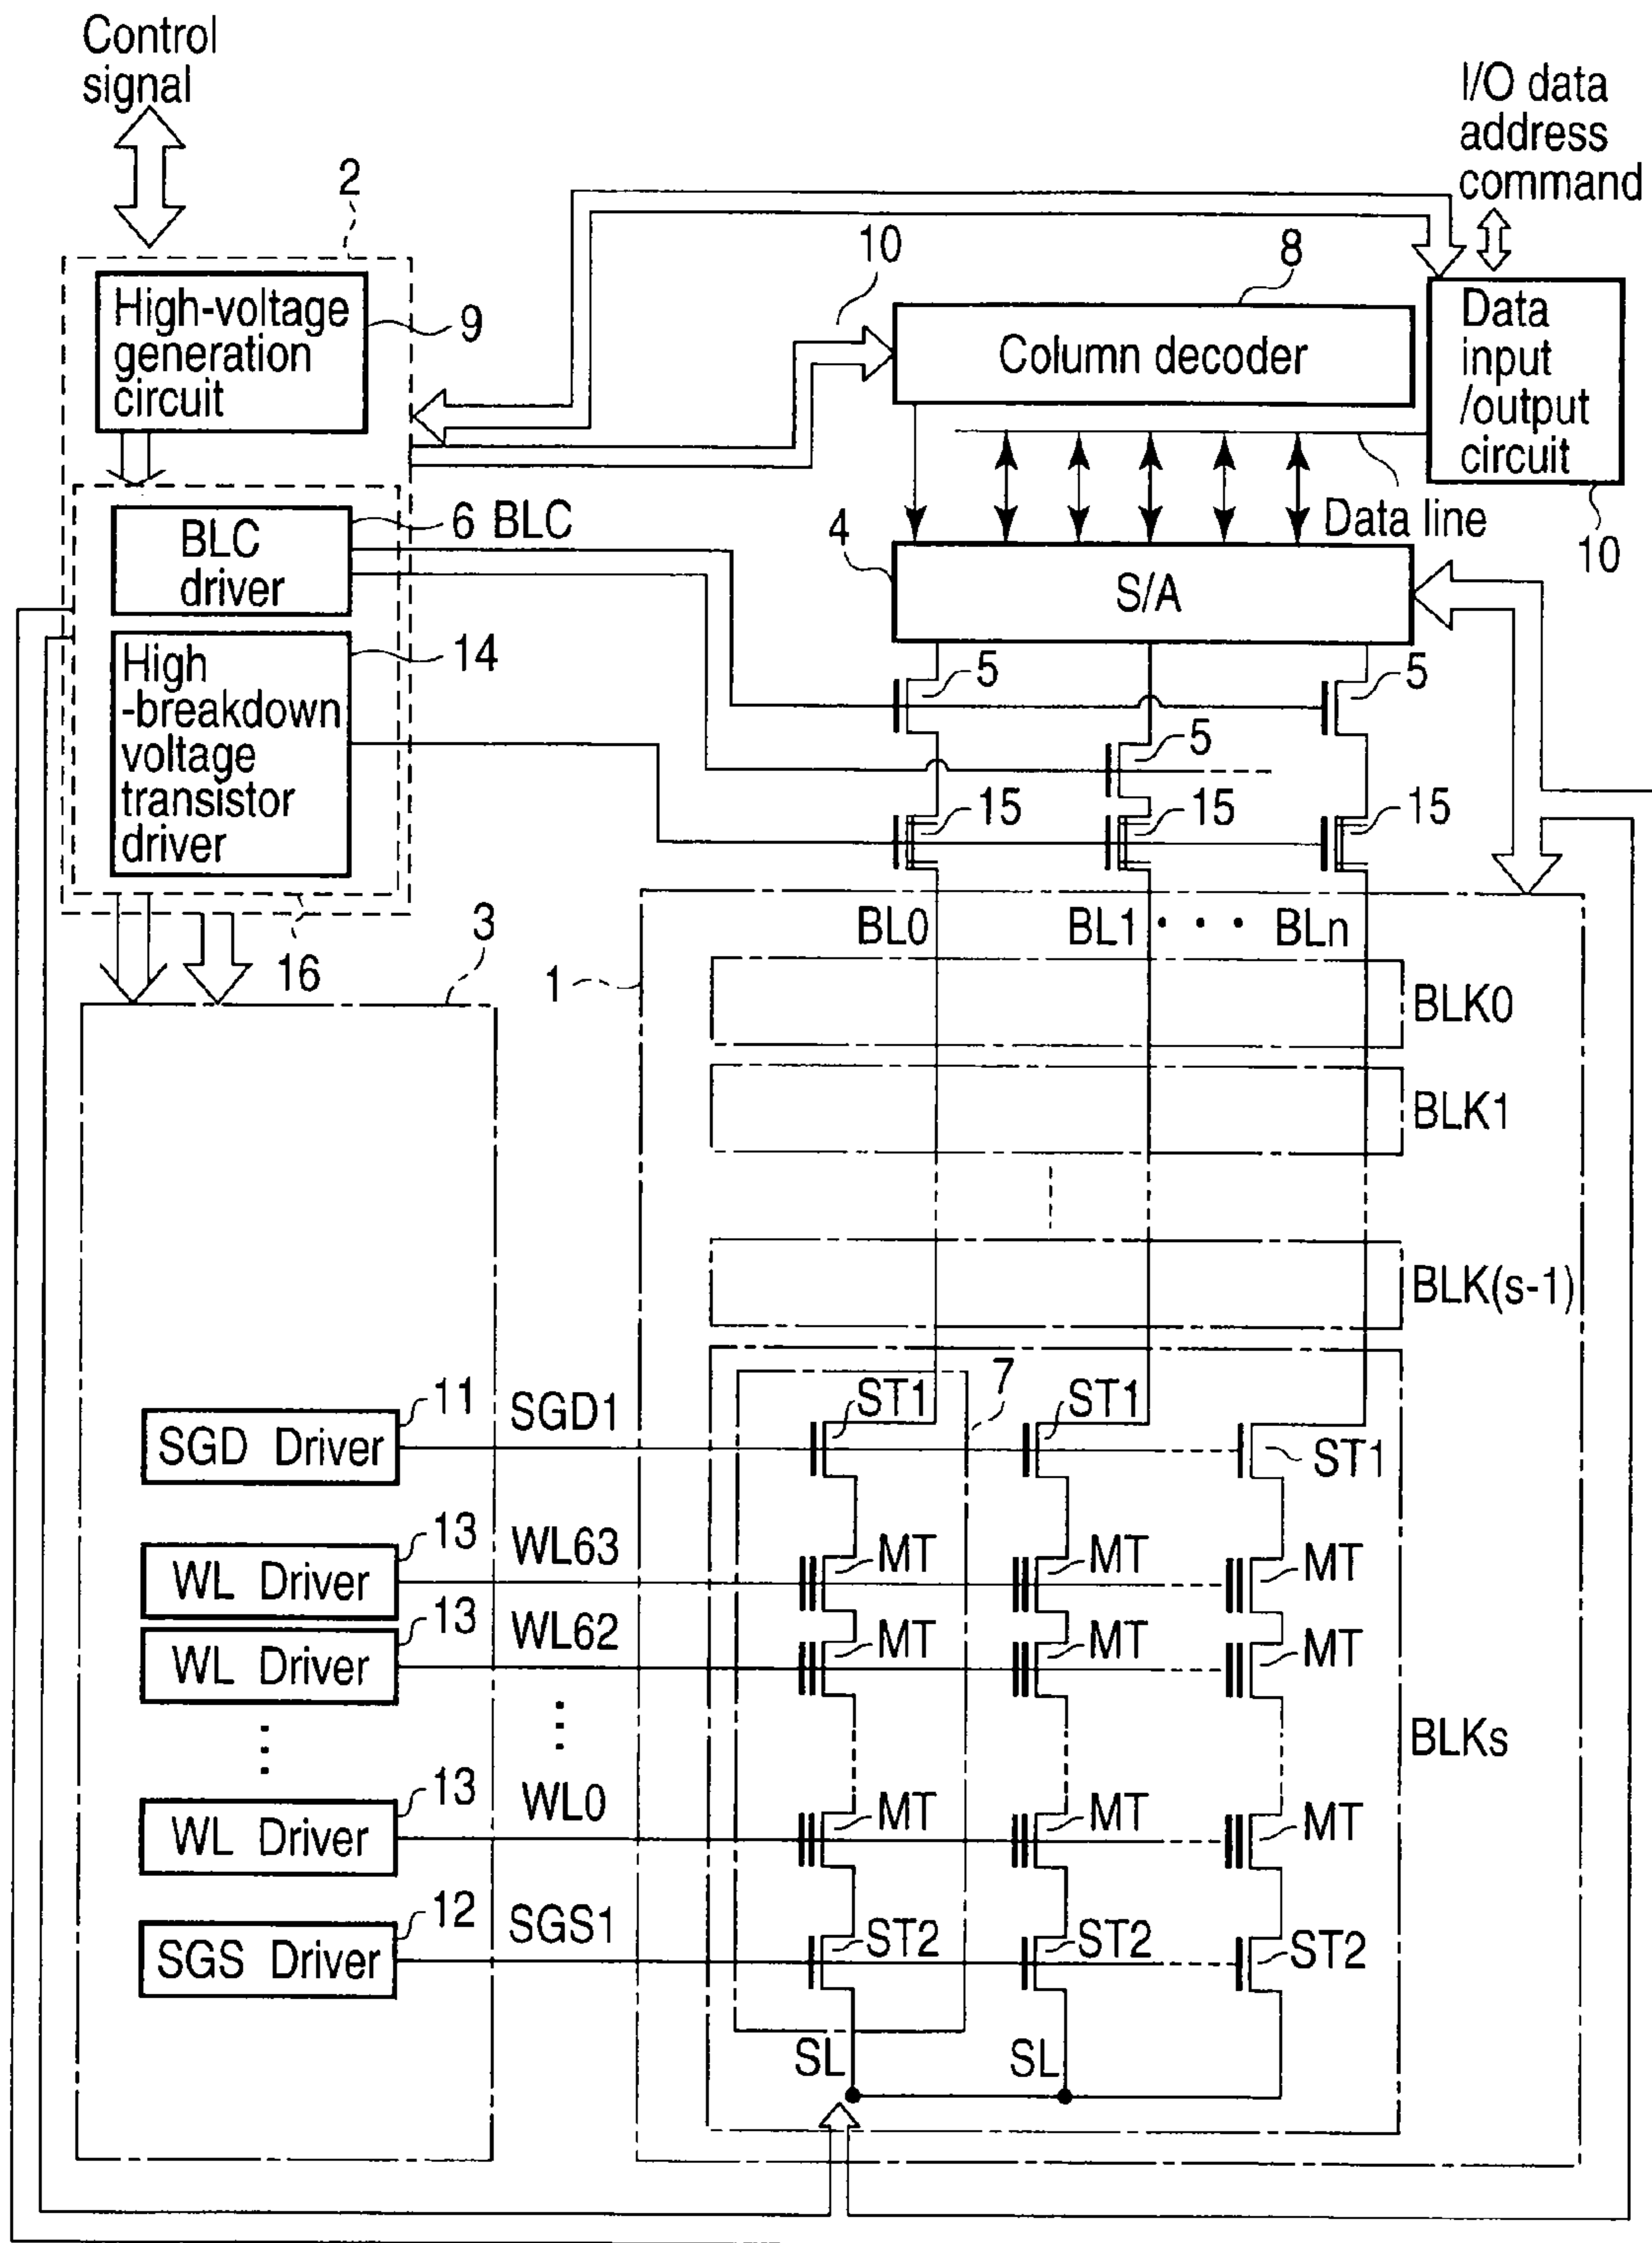 Control
signal
I/O data
address
command
2
10
8
High-voltage
generation
circuit
9
Column decoder
Data
input
/output
circuit
10
BLC
driver
6 BLC
4
S/A
Data line
High
-breakdown
voltage
transistor
driver
14
5
5
5
15
15
15
16
3
1
BL0
BL1
· · ·
BLn
BLK0
BLK1
BLK(s-1)
7
SGD Driver
11
SGD1
ST1
ST1
ST1
WL Driver
13
WL63
MT
MT
MT
WL Driver
13
WL62
MT
MT
MT
BLKs
WL Driver
13
WL0
MT
MT
MT
SGS Driver
12
SGS1
ST2
ST2
ST2
SL
SL